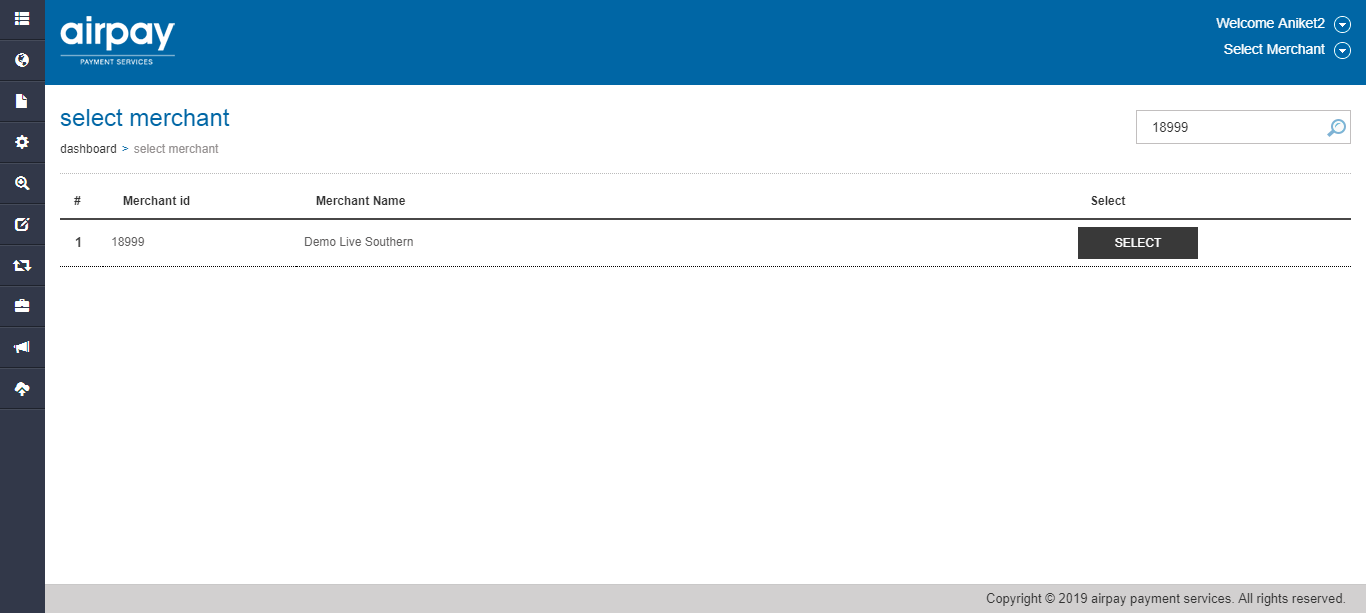 airpay
PAYMENT SERVICES
Welcome Aniket2
Select Merchant
select merchant
dashboard > select merchant
18999
# Merchant id Merchant Name Select
1 18999 Demo Live Southern SELECT
Copyright © 2019 airpay payment services. All rights reserved.